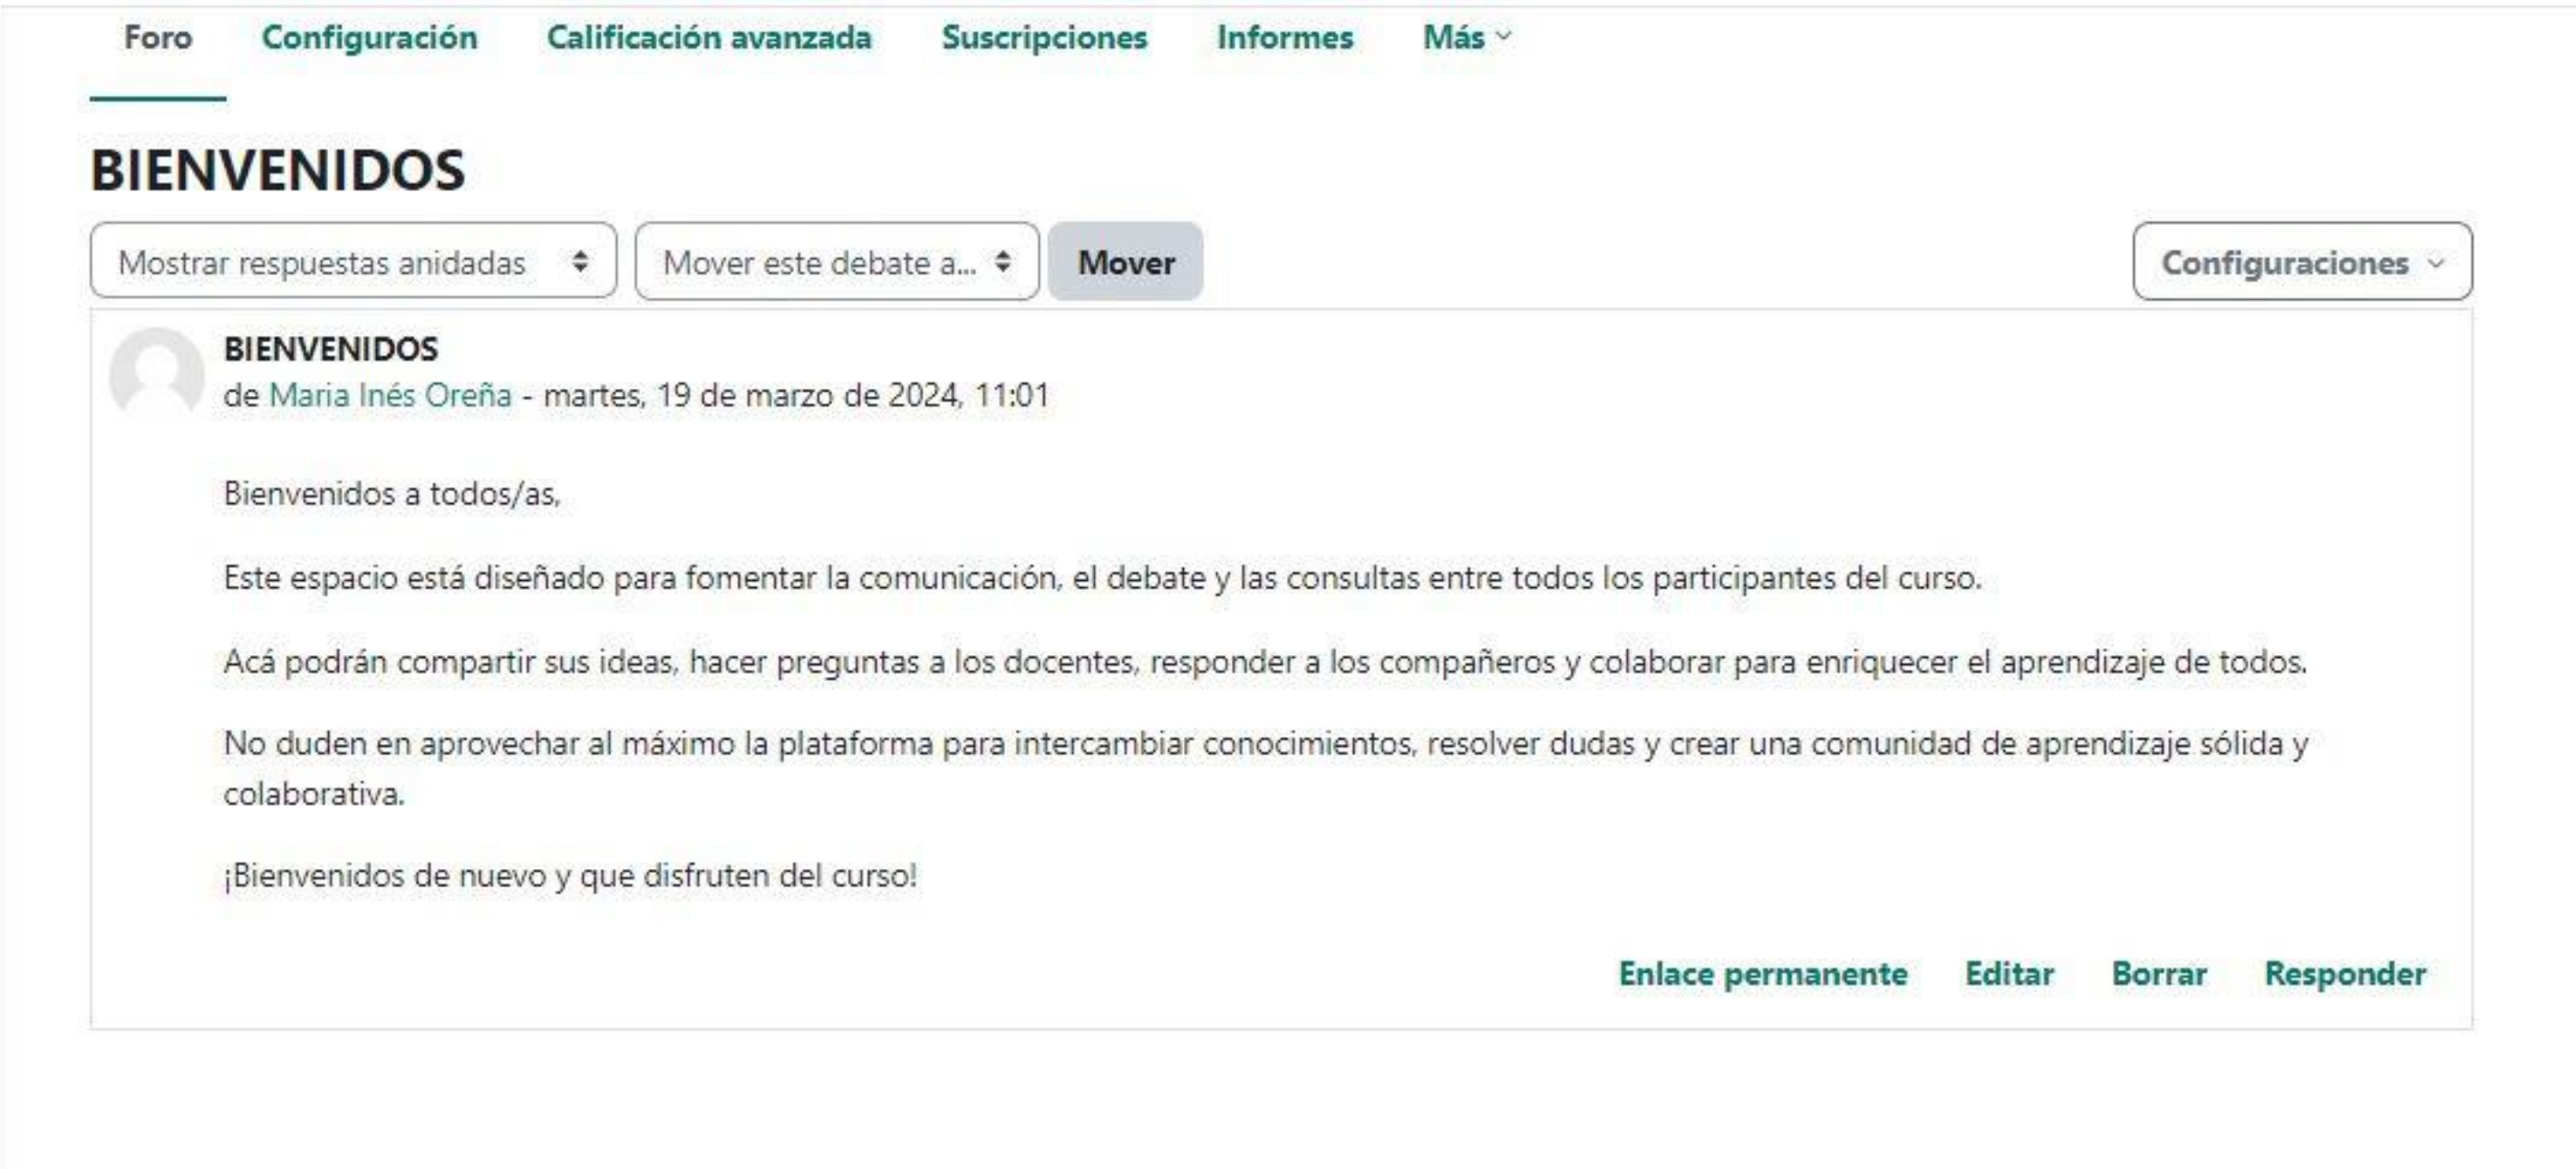 Foro Configuración Calificación avanzada Suscripciones Informes Más
BIENVENIDOS
Mostrar respuestas anidadas Mover este debate a... Mover Configuraciones
BIENVENIDOS
de Maria Inés Oreña - martes, 19 de marzo de 2024, 11:01
Bienvenidos a todos/as,
Este espacio está diseñado para fomentar la comunicación, el debate y las consultas entre todos los participantes del curso.
Acá podrán compartir sus ideas, hacer preguntas a los docentes, responder a los compañeros y colaborar para enriquecer el aprendizaje de todos.
No duden en aprovechar al máximo la plataforma para intercambiar conocimientos, resolver dudas y crear una comunidad de aprendizaje sólida y
colaborativa.
¡Bienvenidos de nuevo y que disfruten del curso!
Enlace permanente Editar Borrar Responder